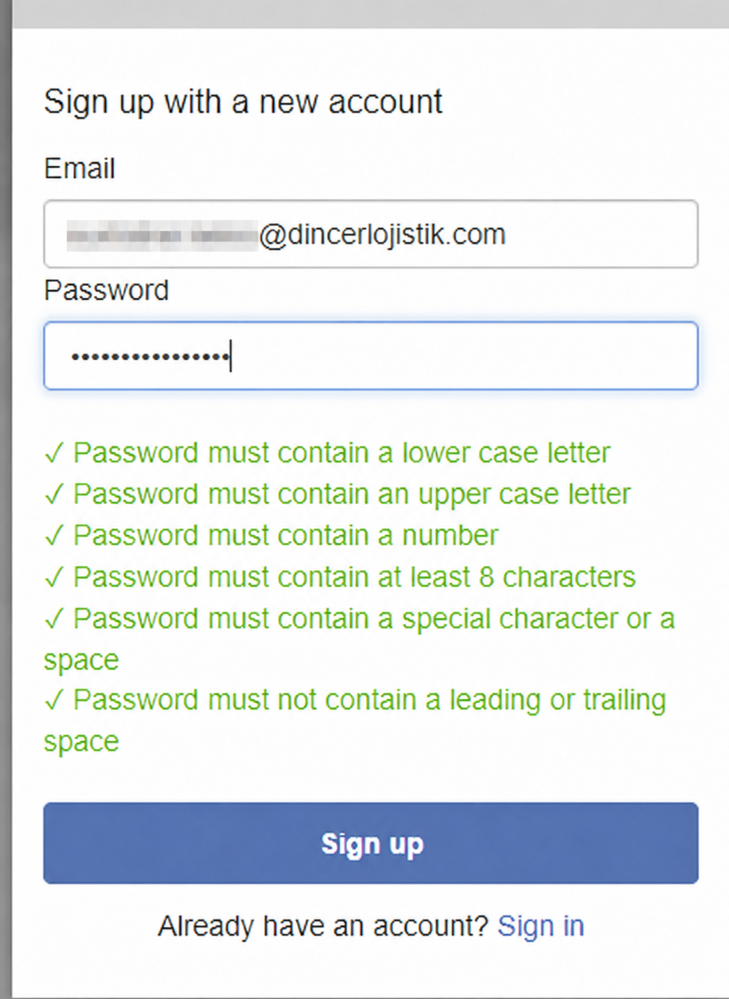 Sign up with a new account
Email
@dincerlojistik.com
Password
••••••••••••••••
✓ Password must contain a lower case letter
✓ Password must contain an upper case letter
✓ Password must contain a number
✓ Password must contain at least 8 characters
✓ Password must contain a special character or a
space
✓ Password must not contain a leading or trailing
space
Sign up
Already have an account? Sign in